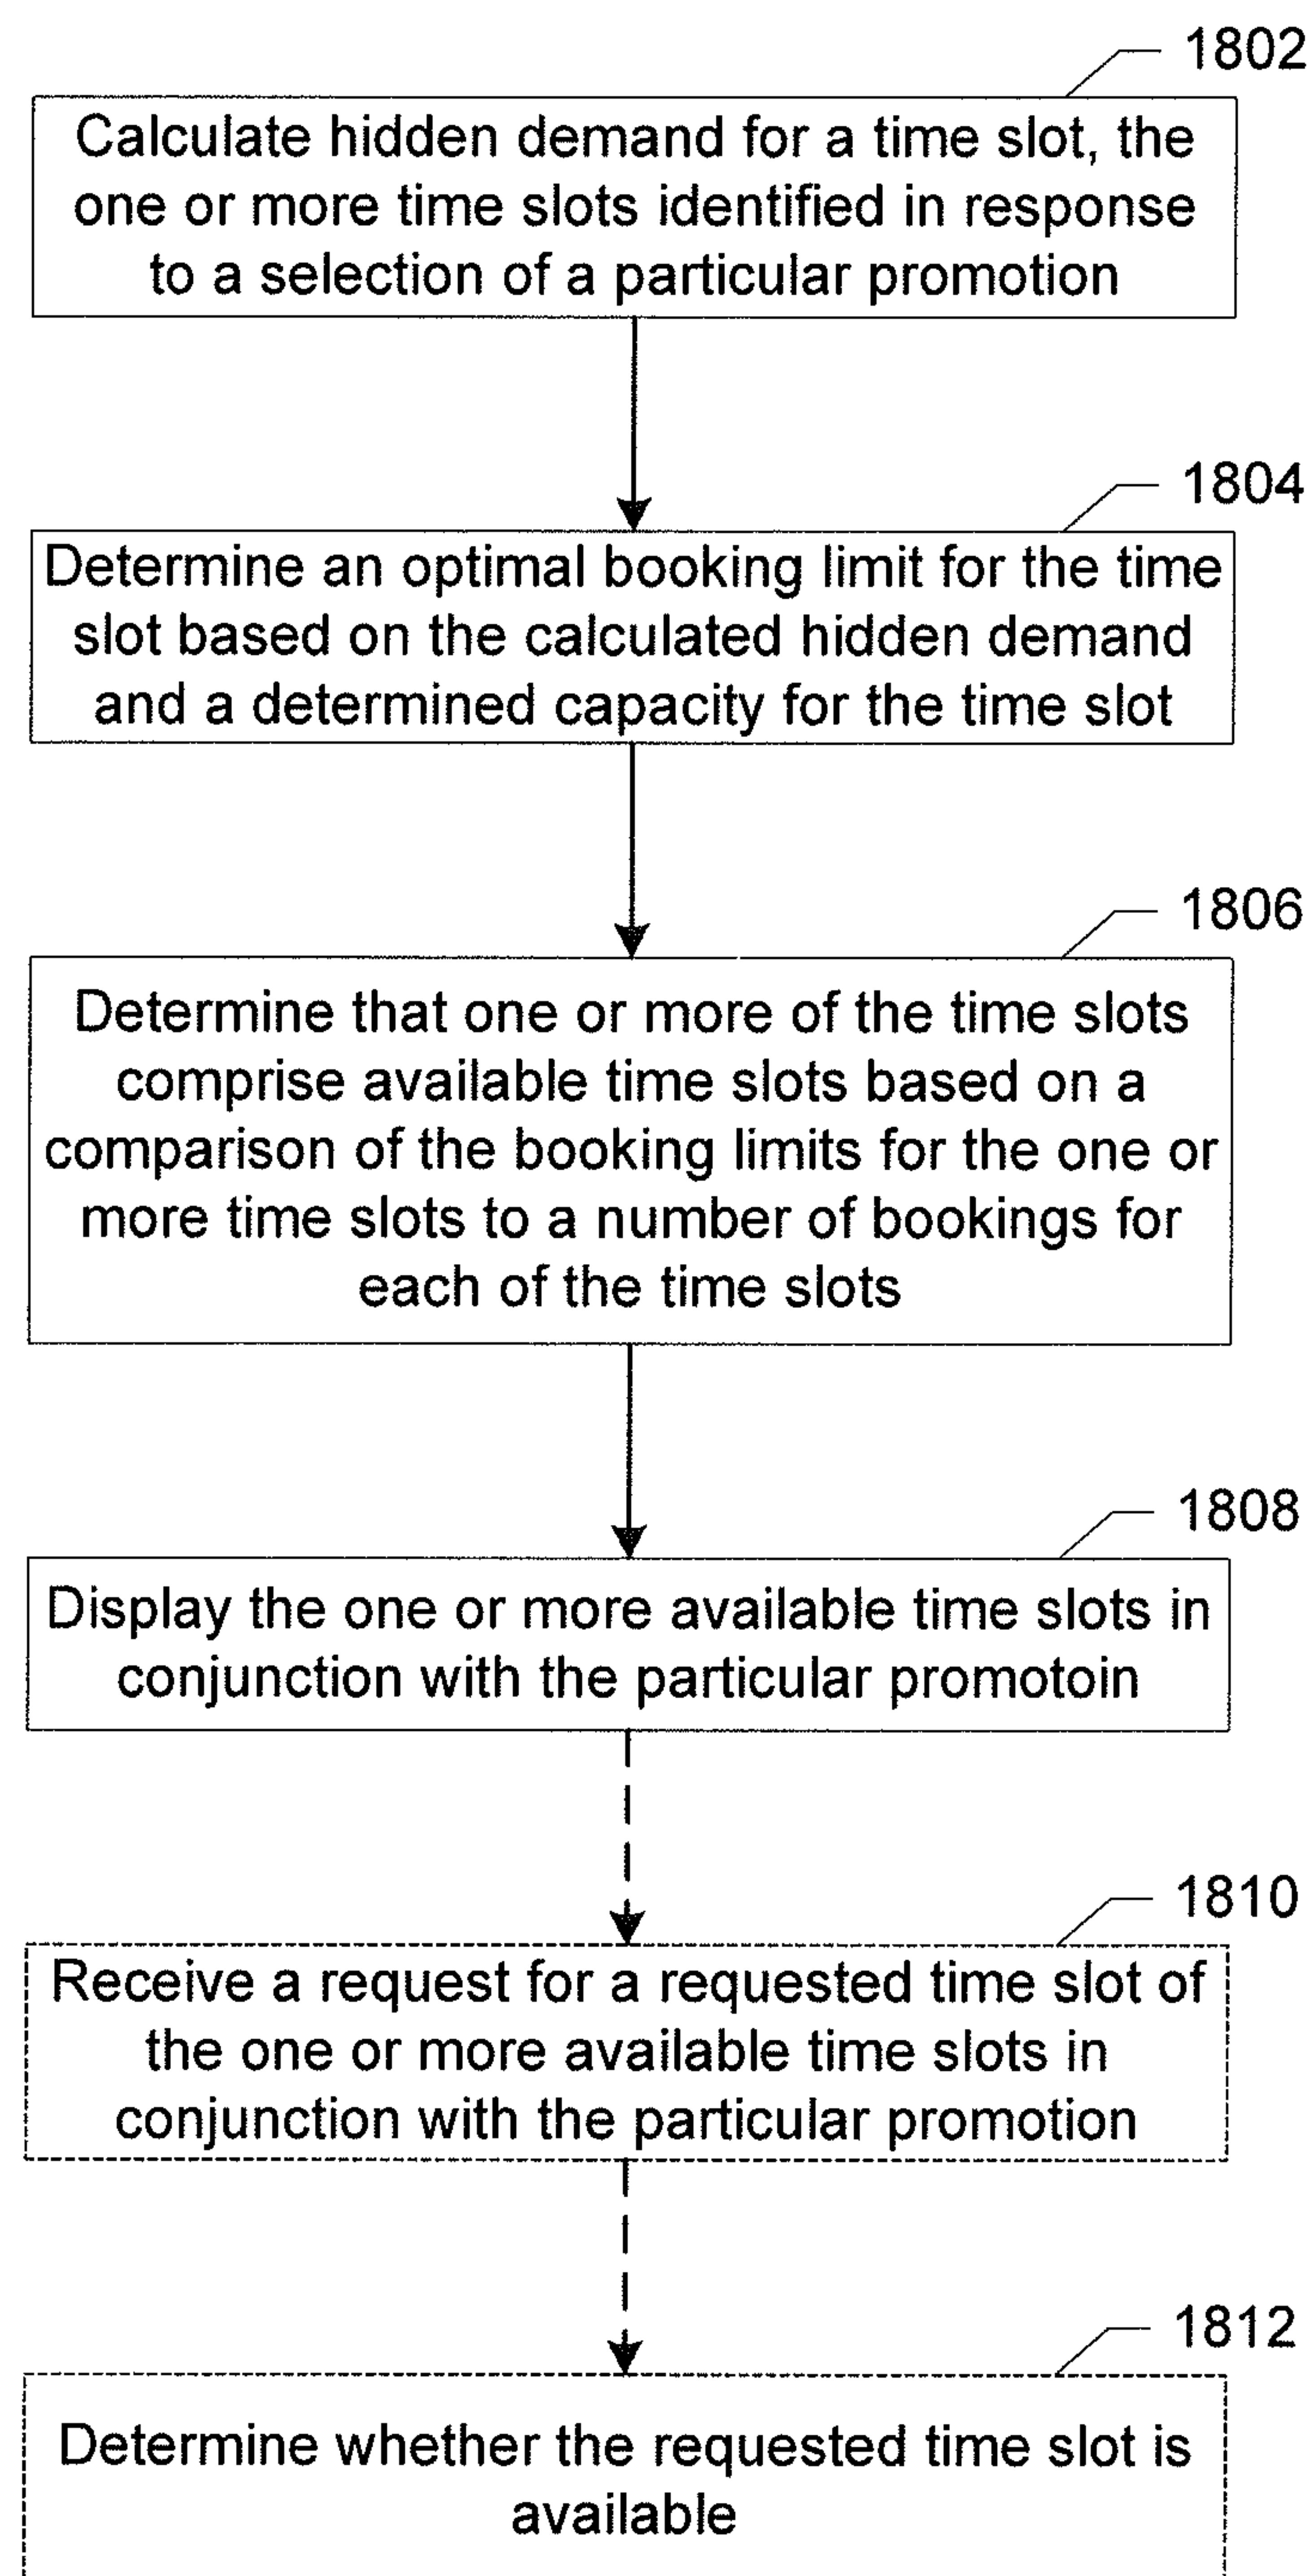 1802
Calculate hidden demand for a time slot, the
one or more time slots identified in response
to a selection of a particular promotion
1804
Determine an optimal booking limit for the time
slot based on the calculated hidden demand
and a determined capacity for the time slot
1806
Determine that one or more of the time slots
comprise available time slots based on a
comparison of the booking limits for the one or
more time slots to a number of bookings for
each of the time slots
1808
Display the one or more available time slots in
conjunction with the particular promotoin
1810
Receive a request for a requested time slot of
the one or more available time slots in
conjunction with the particular promotion
1812
Determine whether the requested time slot is
available